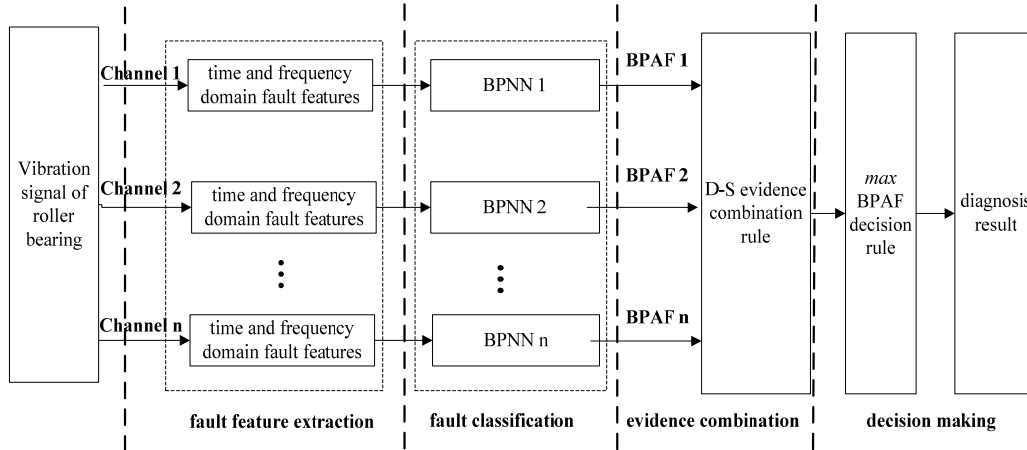 Vibration
signal of
roller
bearing
Channel 1
time and frequency
domain fault features
BPNN 1
BPAF 1
Channel 2
time and frequency
domain fault features
BPNN 2
BPAF 2
Channel n
time and frequency
domain fault features
BPNN n
BPAF n
D-S evidence
combination
rule
max
BPAF
decision
rule
diagnosis
result
fault feature extraction
fault classification
evidence combination
decision making